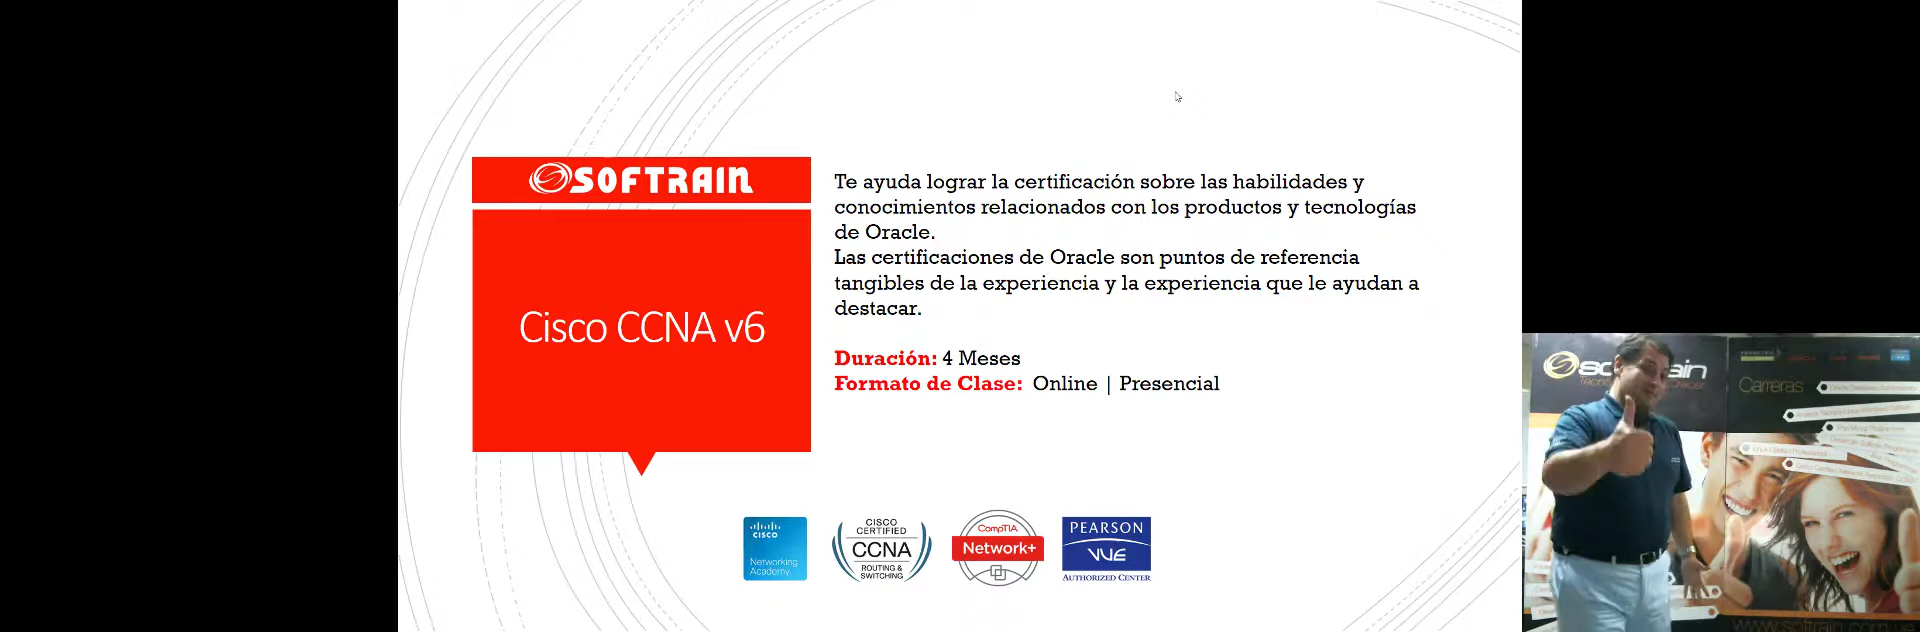 SOFTRAIN
Cisco CCNA v6
Te ayuda lograr la certificación sobre las habilidades y
conocimientos relacionados con los productos y tecnologías
de Oracle.
Las certificaciones de Oracle son puntos de referencia
tangibles de la experiencia y la experiencia que le ayudan a
destacar.
Duración: 4 Meses
Formato de Clase: Online | Presencial
CISCO
Networking
Academy
CISCO
CERTIFIED
CCNA
ROUTING &
SWITCHING
CompTIA
Network+
PEARSON
VUE
AUTHORIZED CENTER
Carreras